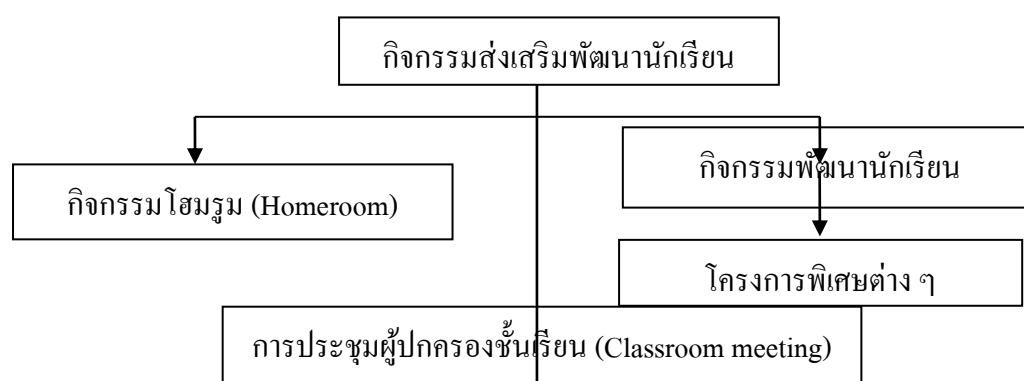 กิจกรรมส่งเสริมพัฒนานักเรียน
กิจกรรมพัฒนานักเรียน
กิจกรรมโฮมรูม (Homeroom)
โครงการพิเศษต่าง ๆ
การประชุมผู้ปกครองชั้นเรียน (Classroom meeting)